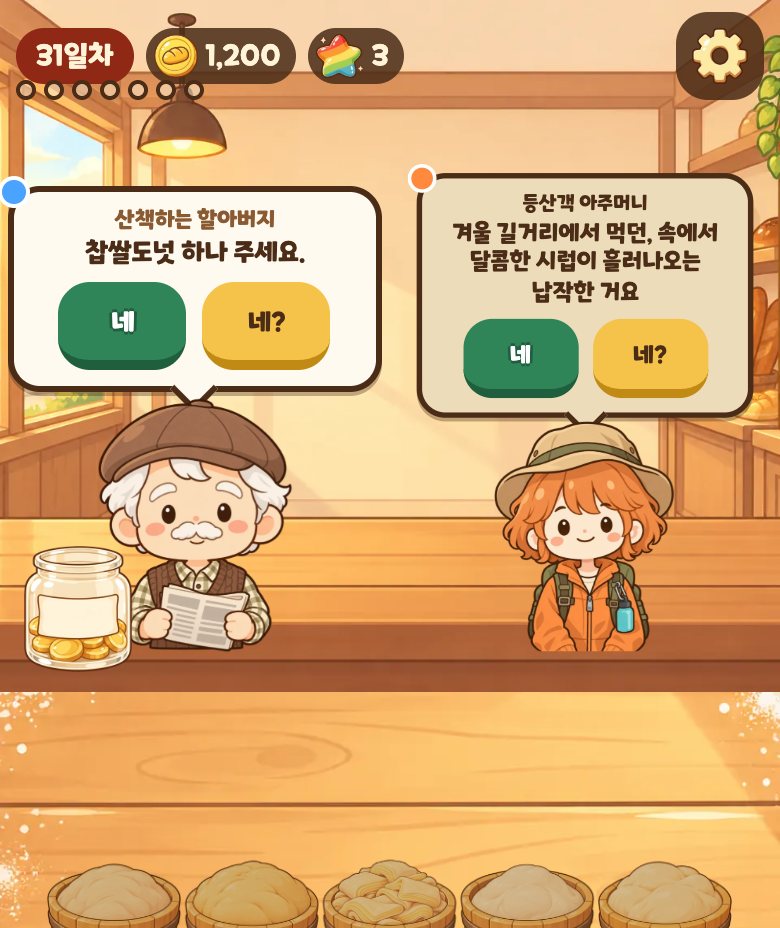 31일차
1,200
3
산책하는 할아버지
찹쌀도넛 하나 주세요.
네
네?
등산객 아주머니
겨울 길거리에서 먹던, 속에서
달콤한 시럽이 흘러나오는
납작한 거요
네
네?